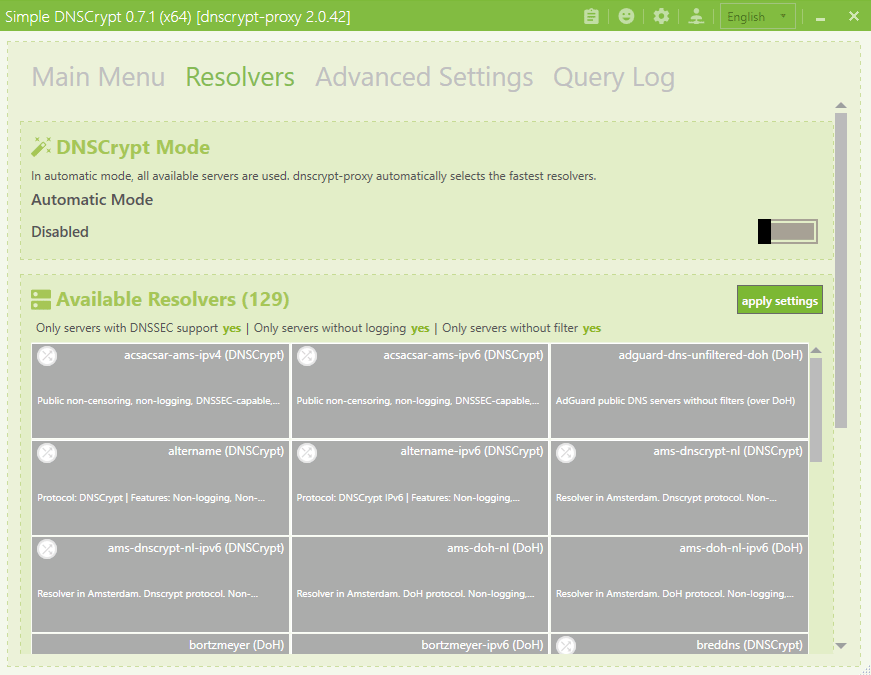 Simple DNSCrypt 0.7.1 (x64) [dnscrypt-proxy 2.0.42]
English
Main Menu Resolvers Advanced Settings Query Log
DNSCrypt Mode
In automatic mode, all available servers are used. dnscrypt-proxy automatically selects the fastest resolvers.
Automatic Mode
Disabled
Available Resolvers (129)
apply settings
Only servers with DNSSEC support yes | Only servers without logging yes | Only servers without filter yes
acsacsar-ams-ipv4 (DNSCrypt)
Public non-censoring, non-logging, DNSSEC-capable,...
acsacsar-ams-ipv6 (DNSCrypt)
Public non-censoring, non-logging, DNSSEC-capable,...
adguard-dns-unfiltered-doh (DoH)
AdGuard public DNS servers without filters (over DoH)
altername (DNSCrypt)
Protocol: DNSCrypt | Features: Non-logging, Non-...
altername-ipv6 (DNSCrypt)
Protocol: DNSCrypt IPv6 | Features: Non-logging,...
ams-dnscrypt-nl (DNSCrypt)
Resolver in Amsterdam. Dnscrypt protocol. Non-...
ams-dnscrypt-nl-ipv6 (DNSCrypt)
Resolver in Amsterdam. Dnscrypt protocol. Non-...
ams-doh-nl (DoH)
Resolver in Amsterdam. DoH protocol. Non-logging,...
ams-doh-nl-ipv6 (DoH)
Resolver in Amsterdam. DoH protocol. Non-logging,...
bortzmeyer (DoH)
bortzmeyer-ipv6 (DoH)
breddns (DNSCrypt)